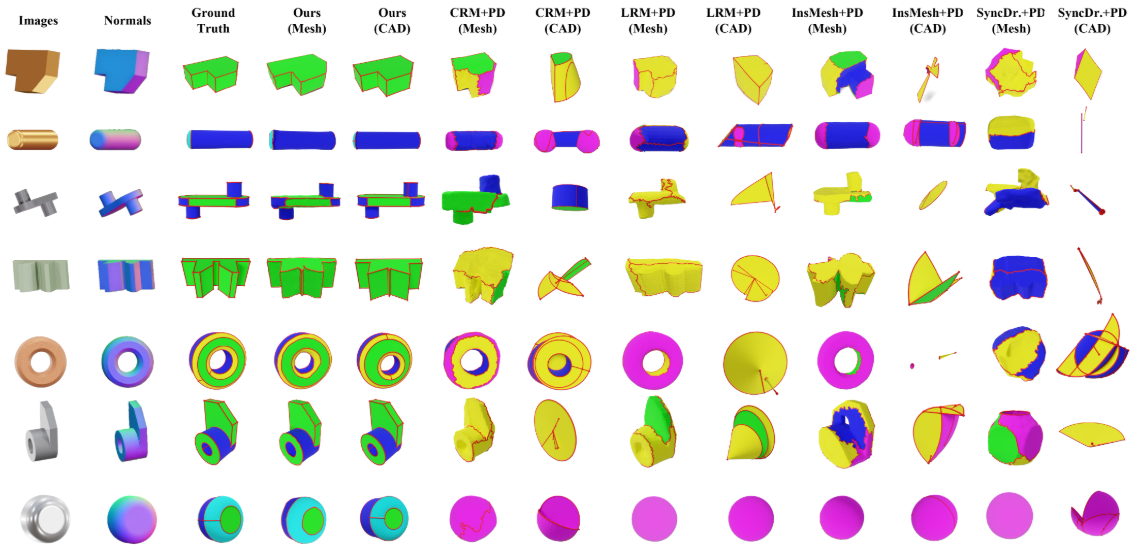 Images Normals Ground Ours Ours CRM+PD CRM+PD LRM+PD LRM+PD InsMesh+PD InsMesh+PD SyncDr.+PD SyncDr.+PD
Truth (Mesh) (CAD) (Mesh) (CAD) (Mesh) (CAD) (Mesh) (CAD) (Mesh) (CAD)